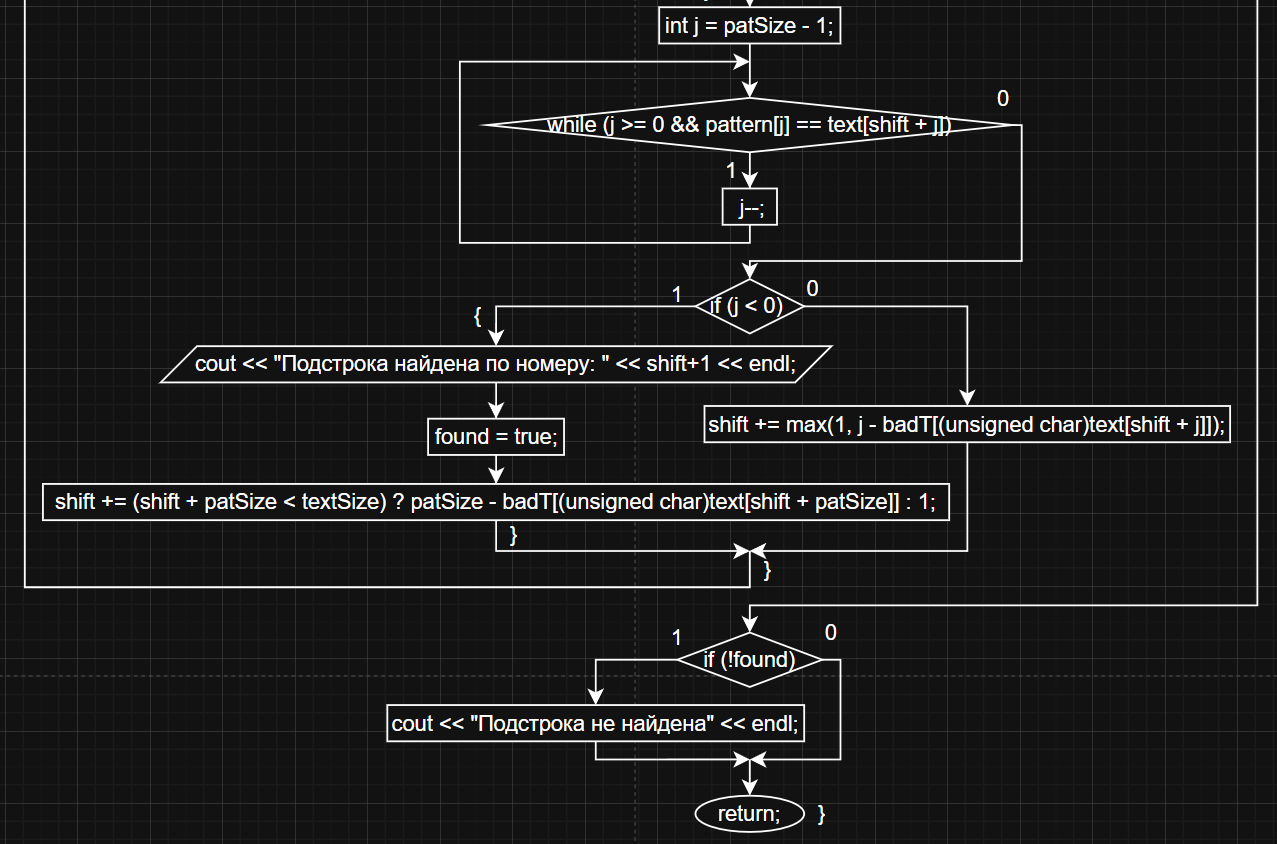 int j = patSize - 1;
0
while (j >= 0 && pattern[j] == text[shift + j])
1
j--;
1
if (j < 0)
0
{
cout << "Подстрока найдена по номеру: " << shift+1 << endl;
found = true;
shift += max(1, j - badT[(unsigned char)text[shift + j]]);
shift += (shift + patSize < textSize) ? patSize - badT[(unsigned char)text[shift + patSize]] : 1;
}
}
1
if (!found)
0
cout << "Подстрока не найдена" << endl;
return;
}